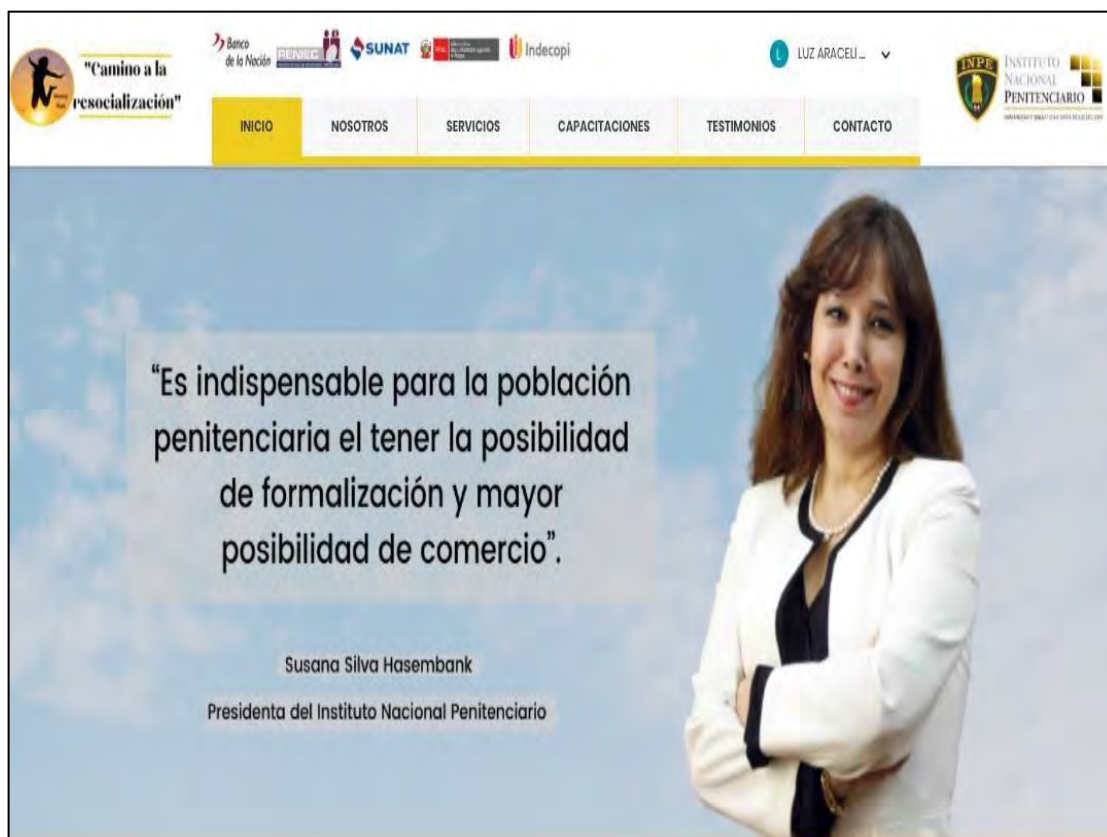 "Camino a la
resocialización"
Banco
de la Nación
RENIEC
SUNAT
Indecopi
L LUZ ARACELI ...
INPE
INSTITUTO
NACIONAL
PENITENCIARIO
INICIO NOSOTROS SERVICIOS CAPACITACIONES TESTIMONIOS CONTACTO
“Es indispensable para la población
penitenciaria el tener la posibilidad
de formalización y mayor
posibilidad de comercio”.
Susana Silva Hasembank
Presidenta del Instituto Nacional Penitenciario